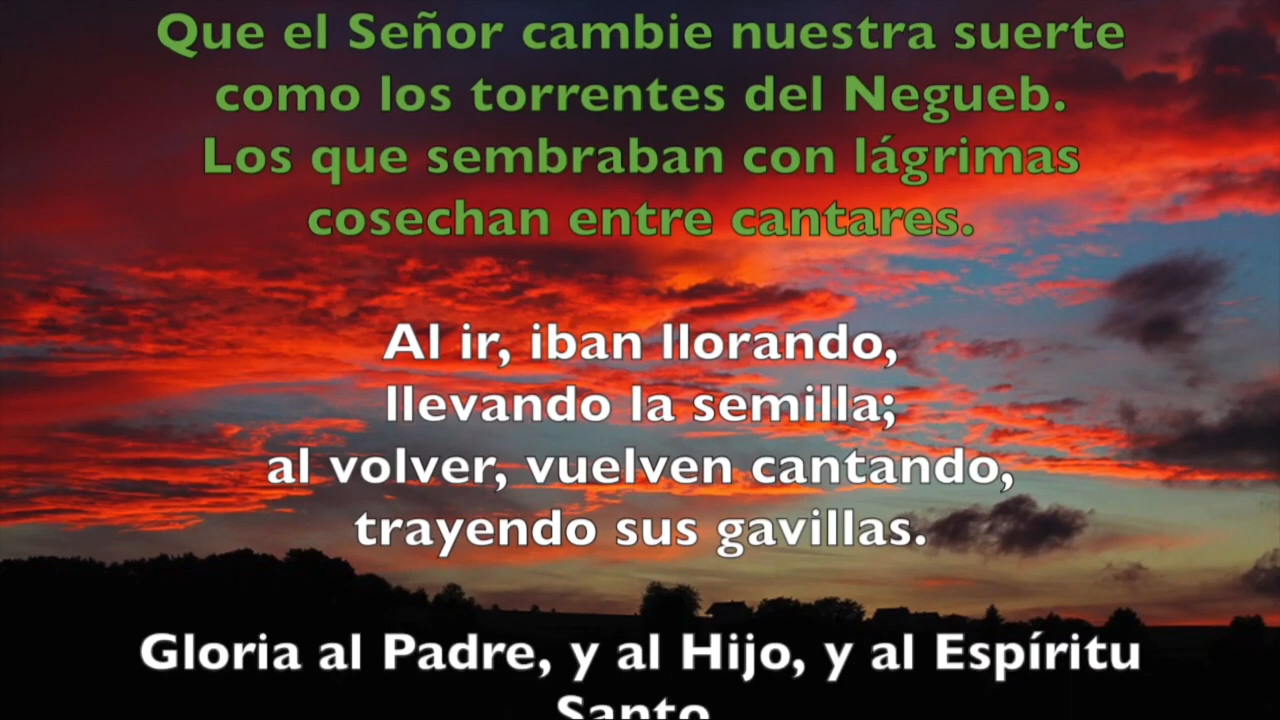 Que el Señor cambie nuestra suerte
como los torrentes del Negueb.
Los que sembraban con lágrimas
cosechan entre cantares.
Al ir, iban llorando,
llevando la semilla;
al volver, vuelven cantando,
trayendo sus gavillas.
Gloria al Padre, y al Hijo, y al Espíritu
Santo